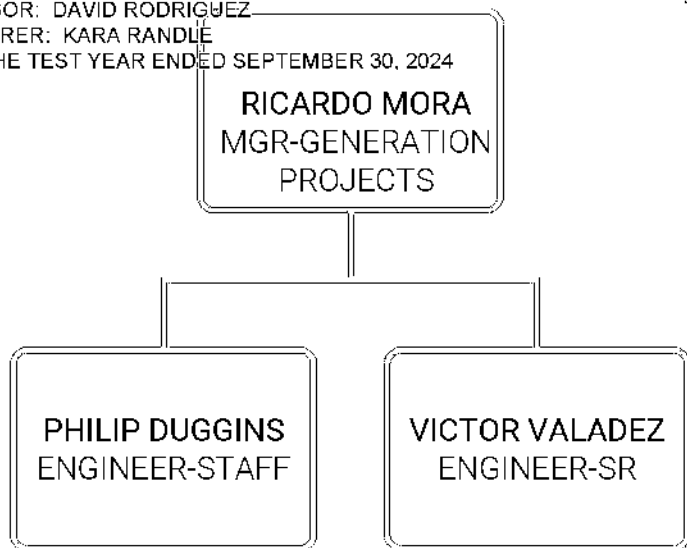 OR: DAVID RODRIGUEZ
RER: KARA RANDLE
HE TEST YEAR ENDED SEPTEMBER 30, 2024
RICARDO MORA
MGR-GENERATION
PROJECTS
PHILIP DUGGINS
ENGINEER-STAFF
VICTOR VALADEZ
ENGINEER-SR